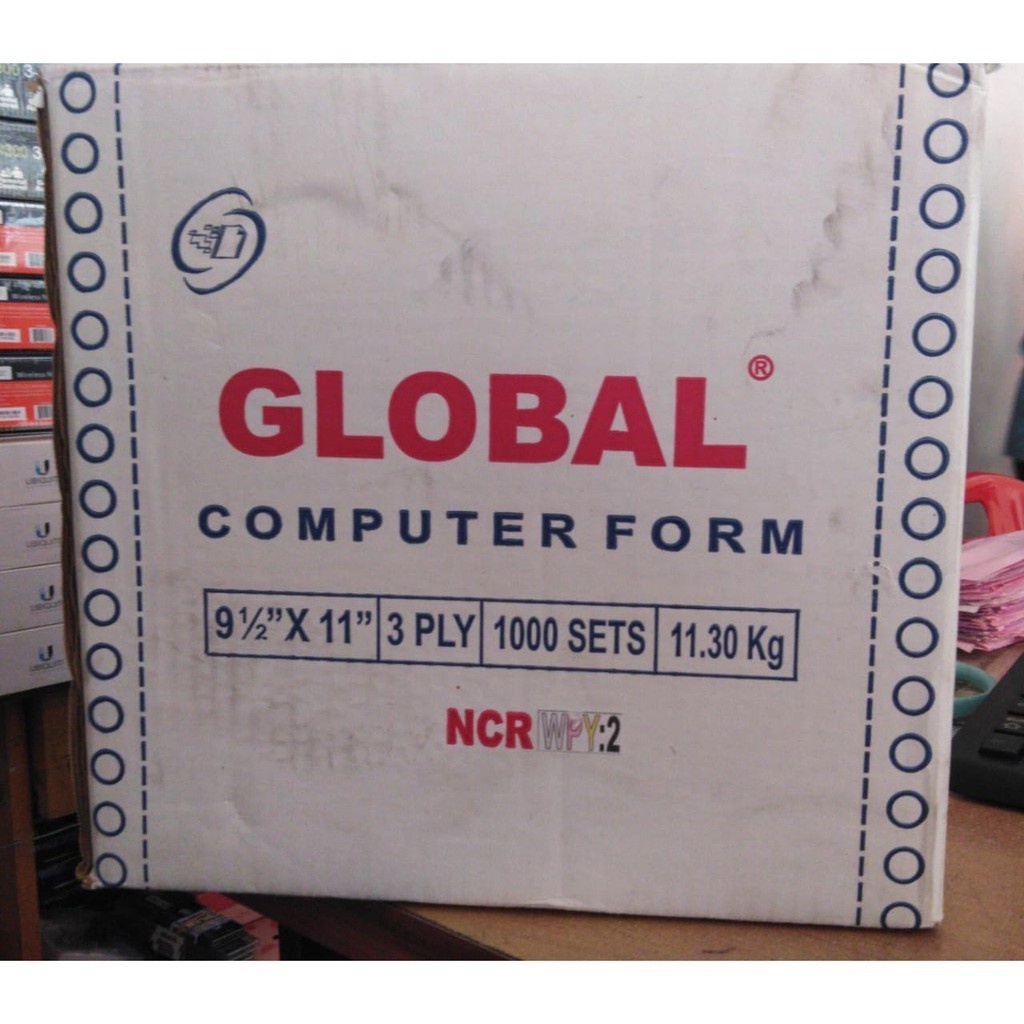 GLOBAL®
COMPUTER FORM
9½”X 11” 3 PLY 1000 SETS 11.30 Kg
NCR WPY:2